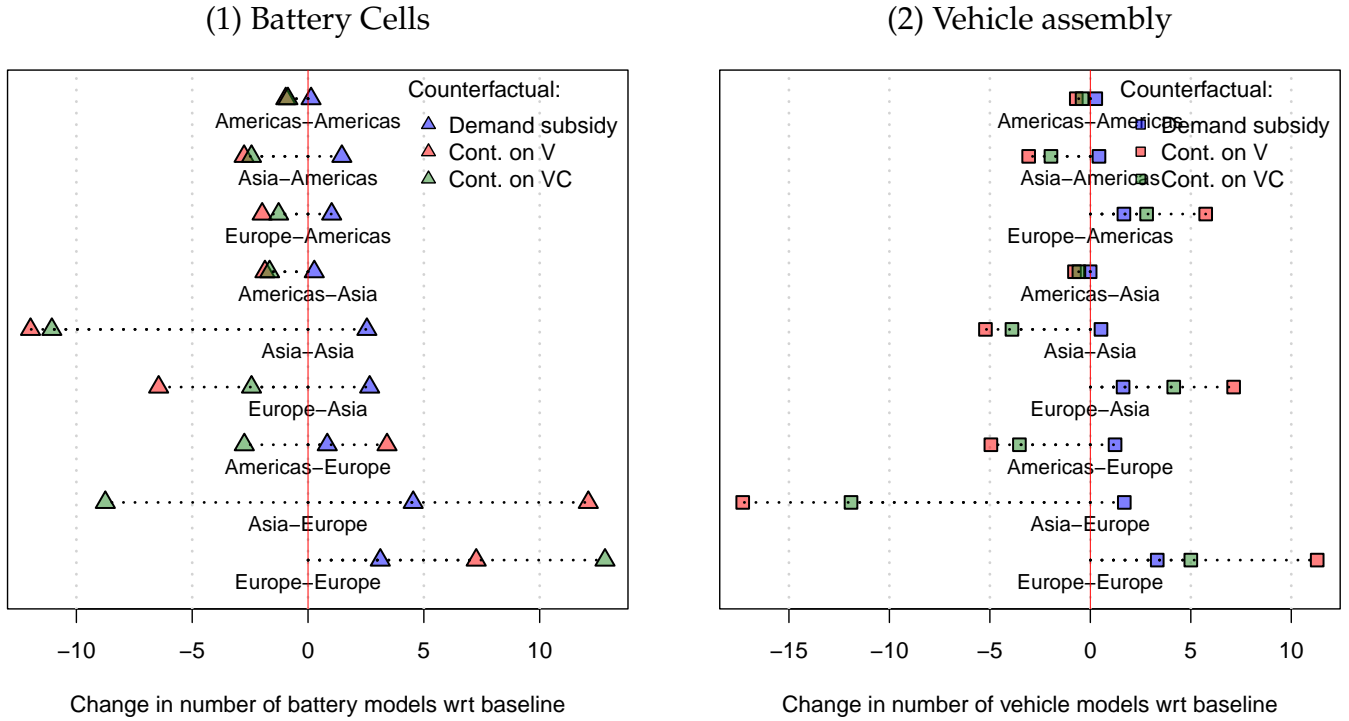 (1) Battery Cells
Counterfactual:
Demand subsidy
Cont. on V
Cont. on VC
Americas−Americas
Asia−Americas
Europe−Americas
Americas−Asia
Asia−Asia
Europe−Asia
Americas−Europe
Asia−Europe
Europe−Europe
−10 −5 0 5 10
Change in number of battery models wrt baseline
(2) Vehicle assembly
Counterfactual:
Demand subsidy
Cont. on V
Cont. on VC
Americas−Americas
Asia−Americas
Europe−Americas
Americas−Asia
Asia−Asia
Europe−Asia
Americas−Europe
Asia−Europe
Europe−Europe
−15 −10 −5 0 5 10
Change in number of vehicle models wrt baseline